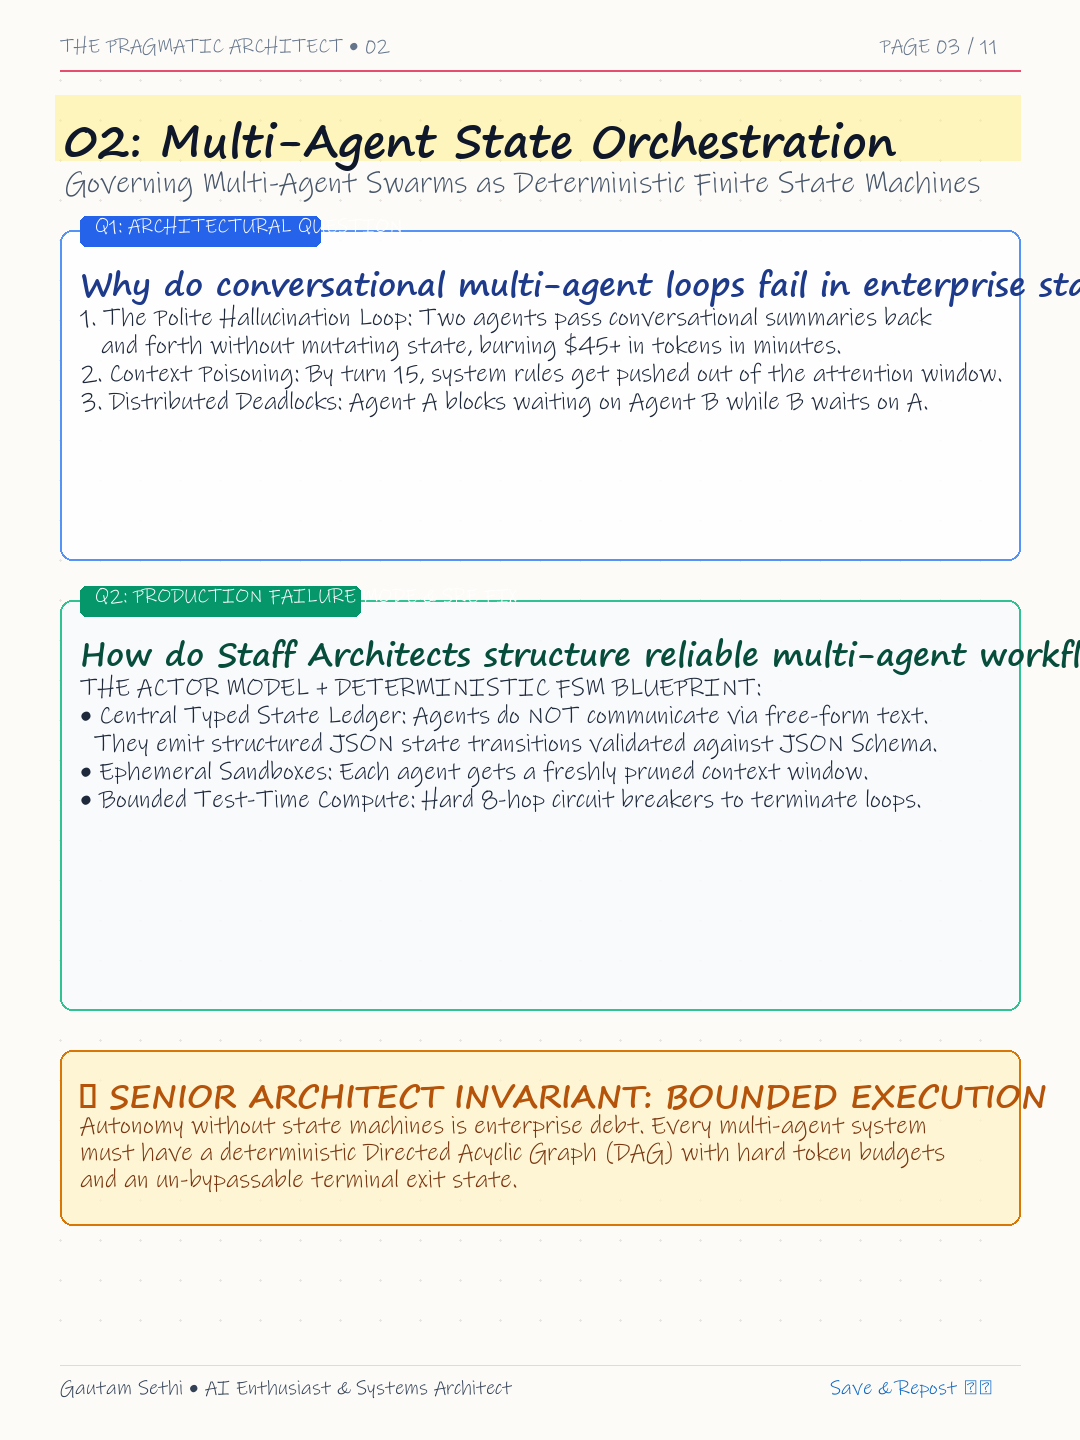 THE PRAGMATIC ARCHITECT • 02
PAGE 03 / 11
02: Multi-Agent State Orchestration
Governing Multi-Agent Swarms as Deterministic Finite State Machines
Q1: ARCHITECTURAL QUESTION
Why do conversational multi-agent loops fail in enterprise
1. The Polite Hallucination Loop: Two agents pass conversational summaries back
and forth without mutating state, burning $45+ in tokens in minutes.
2. Context Poisoning: By turn 15, system rules get pushed out of the attention window.
3. Distributed Deadlocks: Agent A blocks waiting on Agent B while B waits on A.
Q2: PRODUCTION FAILURE
How do Staff Architects structure reliable multi-agent
THE ACTOR MODEL + DETERMINISTIC FSM BLUEPRINT:
• Central Typed State Ledger: Agents do NOT communicate via free-form text.
They emit structured JSON state transitions validated against JSON Schema.
• Ephemeral Sandboxes: Each agent gets a freshly pruned context window.
• Bounded Test-Time Compute: Hard 8-hop circuit breakers to terminate loops.
SENIOR ARCHITECT INVARIANT: BOUNDED EXECUTION
Autonomy without state machines is enterprise debt. Every multi-agent system
must have a deterministic Directed Acyclic Graph (DAG) with hard token budgets
and an un-bypassable terminal exit state.
Gautam Sethi • AI Enthusiast & Systems Architect
Save & Repost